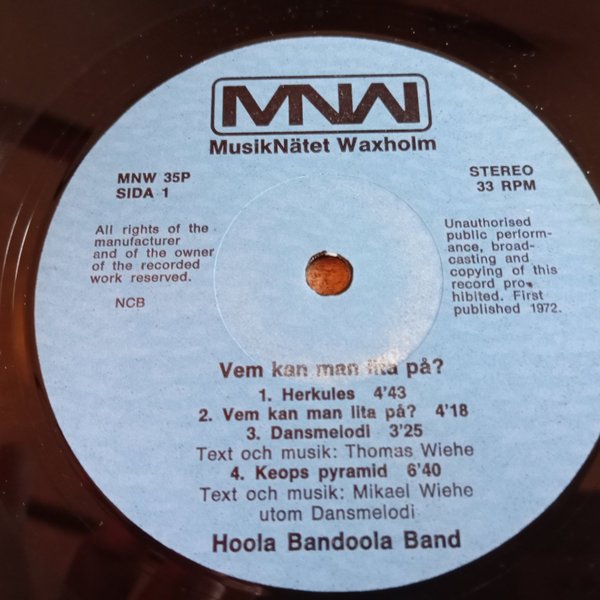 MNW
MusikNätet Waxholm
MNW 35P
SIDA 1
STEREO
33 RPM
All rights of the
manufacturer
and of the owner
of the recorded
work reserved.
NCB
Unauthorised
public perform-
ance, broad-
casting and
copying of this
record pro-
hibited. First
published 1972.
Vem kan man lita på?
1. Herkules 4'43
2. Vem kan man lita på? 4'18
3. Dansmelodi 3'25
Text och musik: Thomas Wiehe
4. Keops pyramid 6'40
Text och musik: Mikael Wiehe
utom Dansmelodi
Hoola Bandoola Band